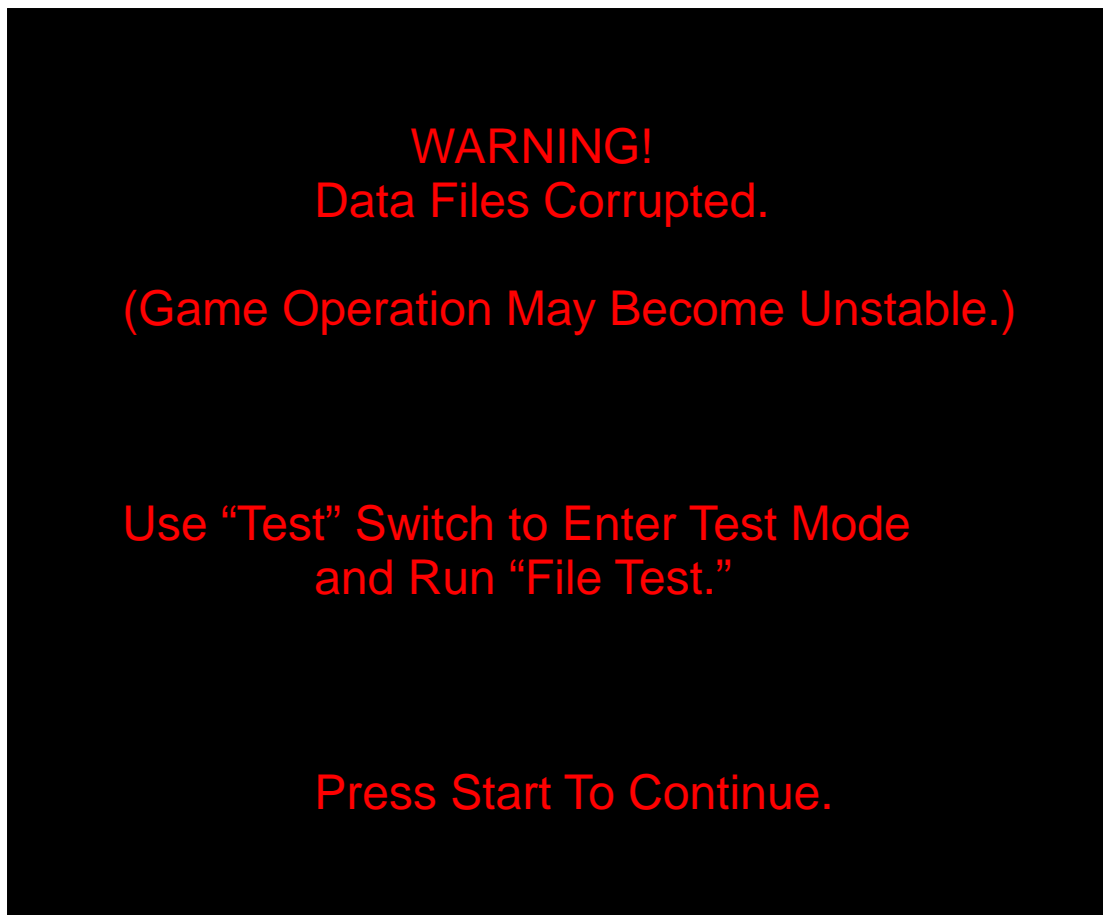 WARNING!
Data Files Corrupted.
(Game Operation May Become Unstable.)
Use “Test” Switch to Enter Test Mode
and Run “File Test.”
Press Start To Continue.